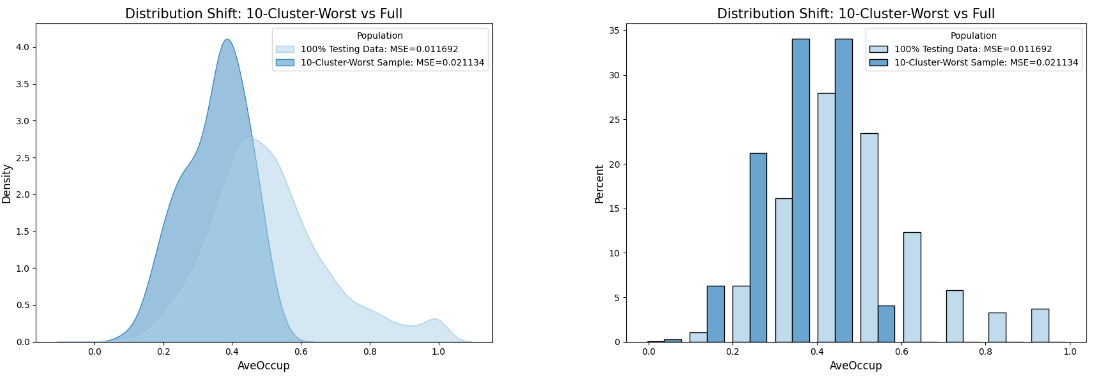 Distribution Shift: 10-Cluster-Worst vs Full
Population
100% Testing Data: MSE=0.011692
10-Cluster-Worst Sample: MSE=0.021134
Density
4.0
3.5
3.0
2.5
2.0
1.5
1.0
0.5
0.0
0.0 0.2 0.4 0.6 0.8 1.0
AveOccup
Distribution Shift: 10-Cluster-Worst vs Full
Population
100% Testing Data: MSE=0.011692
10-Cluster-Worst Sample: MSE=0.021134
Percent
35
30
25
20
15
10
5
0
0.0 0.2 0.4 0.6 0.8 1.0
AveOccup